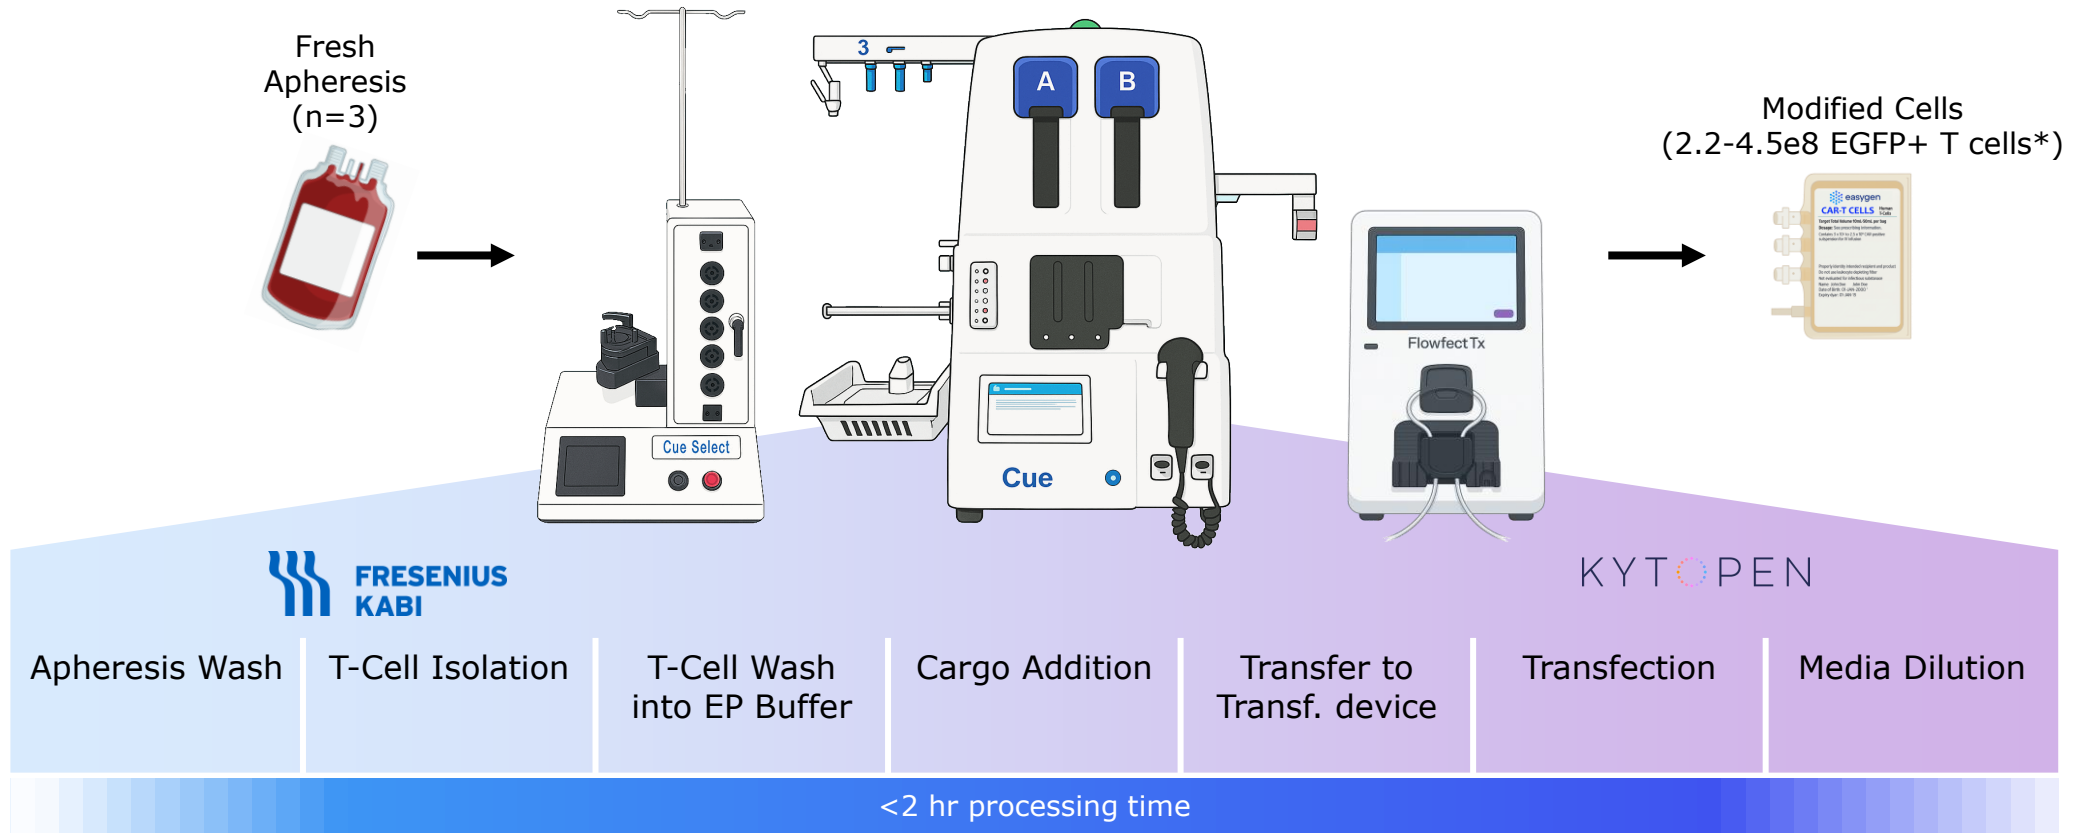 Fresh
Apheresis
(n=3)
3
A
B
Modified Cells
(2.2-4.5e8 EGFP+ T cells*)
easygen
CAR-T CELLS
Human
T-Cells
Cue Select
Cue
Flowfect Tx
FRESENIUS
KABI
KYTOPEN
Apheresis Wash
T-Cell Isolation
T-Cell Wash
into EP Buffer
Cargo Addition
Transfer to
Transf. device
Transfection
Media Dilution
<2 hr processing time